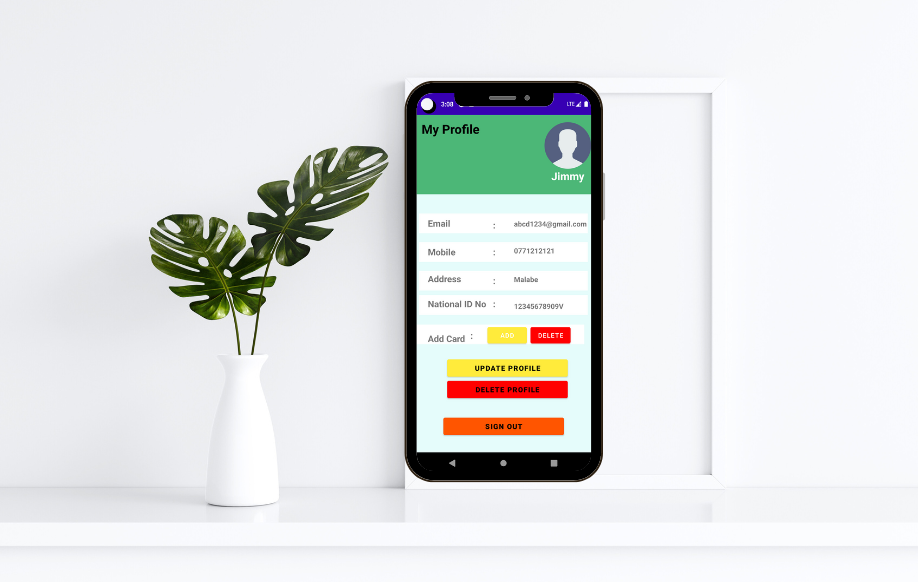 3:08
LTE
My Profile
Jimmy
Email : abcd1234@gmail.com
Mobile : 0771212121
Address : Malabe
National ID No : 12345678909V
Add Card : ADD DELETE
UPDATE PROFILE
DELETE PROFILE
SIGN OUT